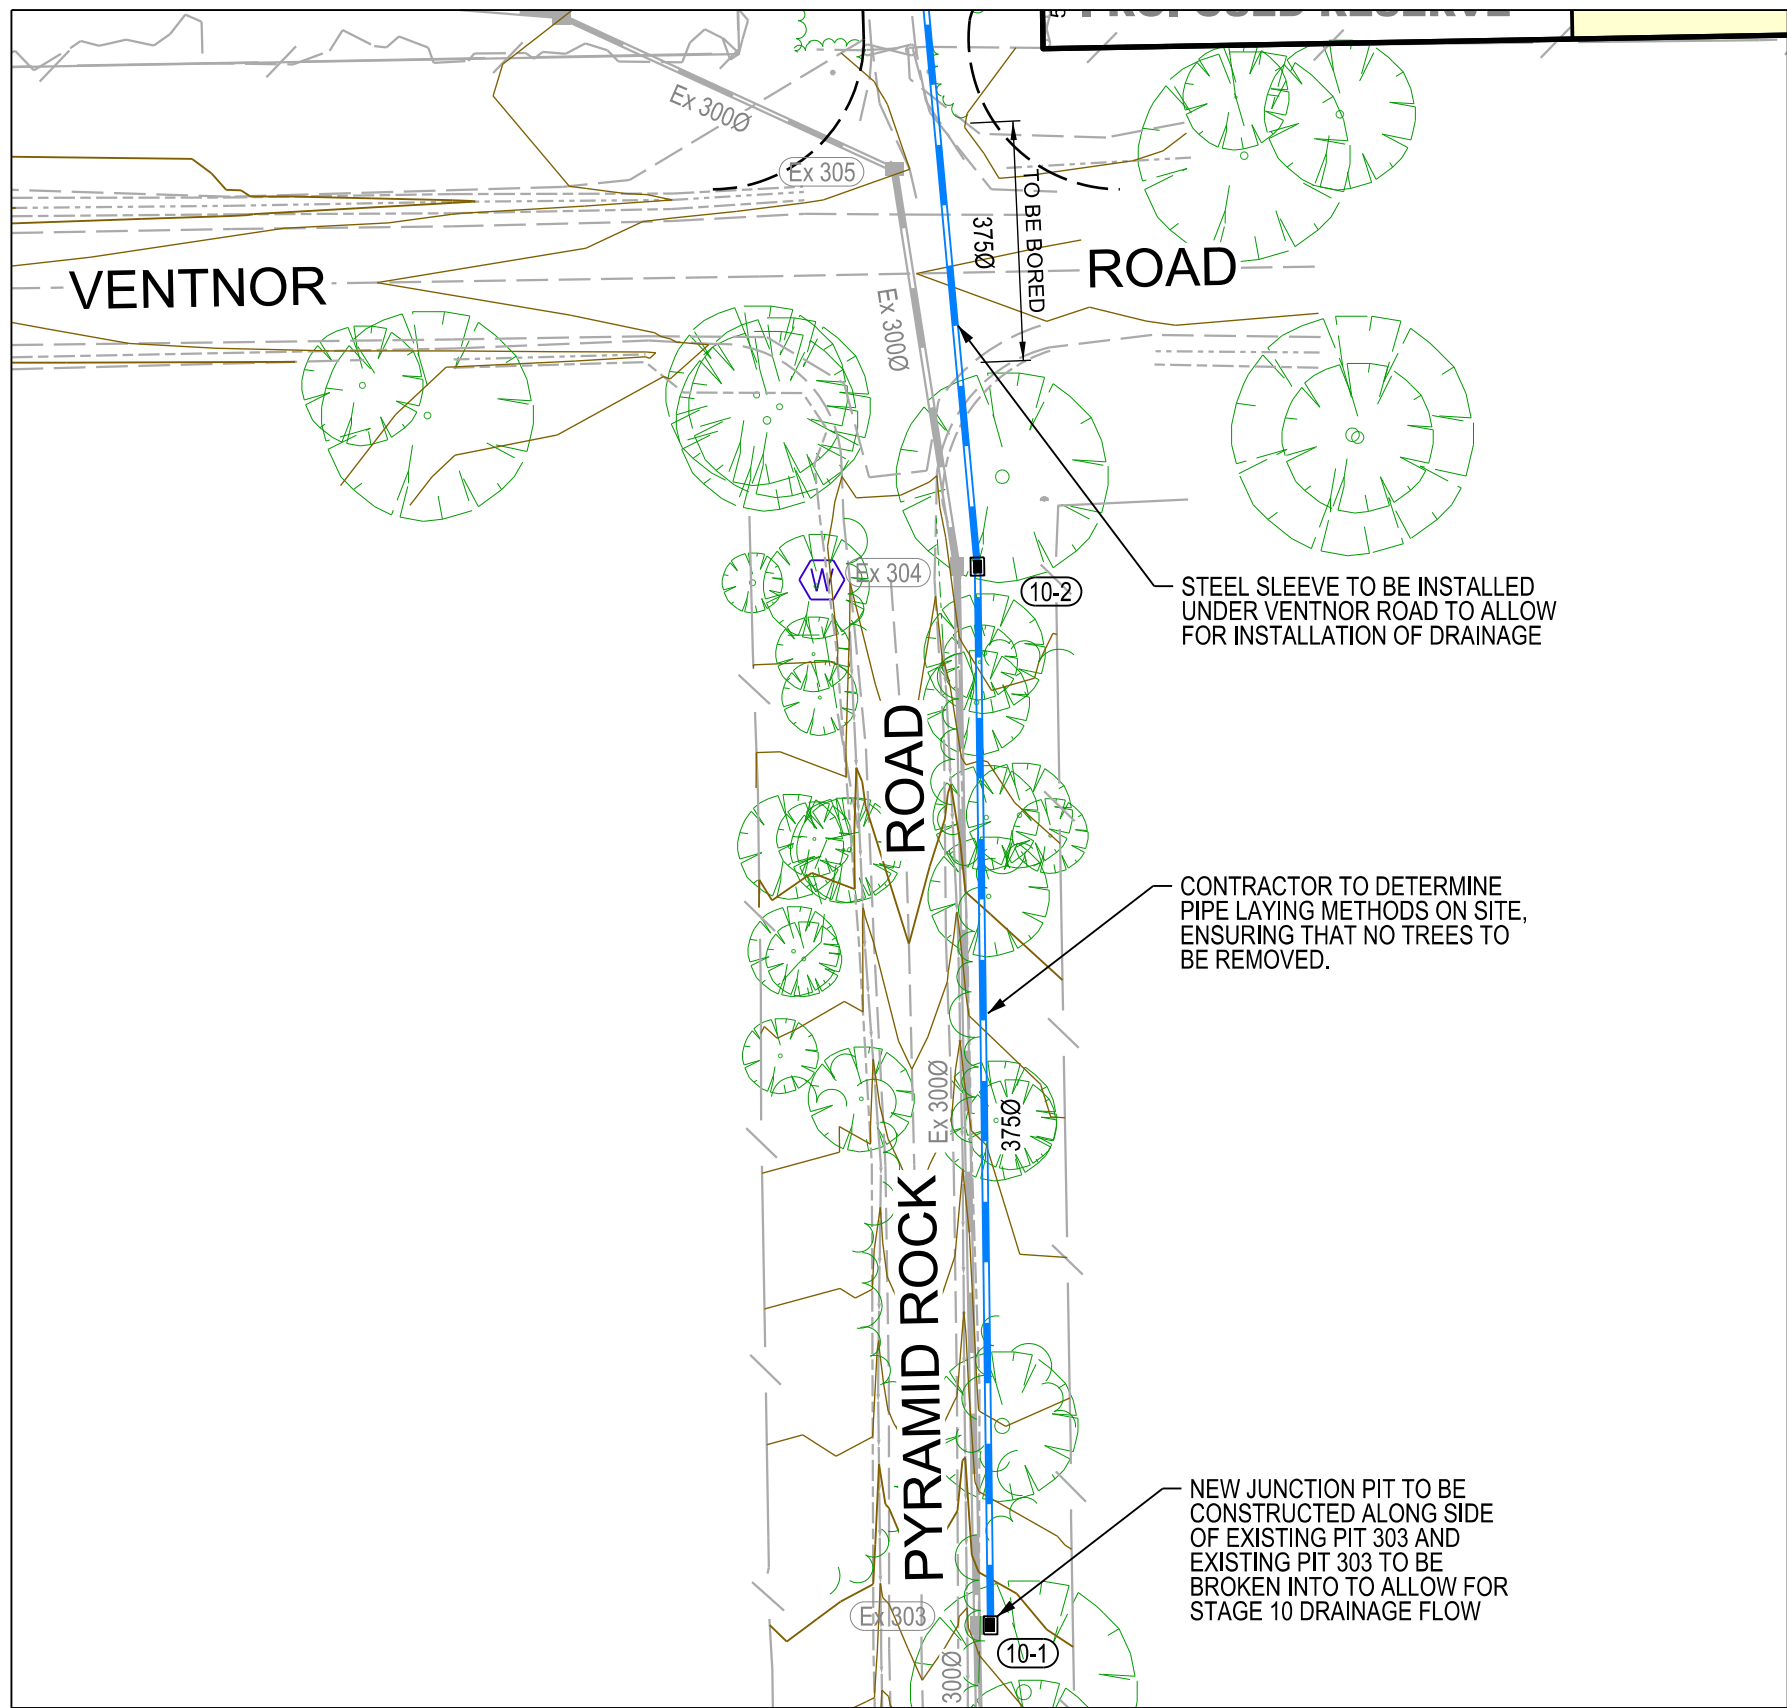 PROPOSED RESERVE
Ex 300Ø
Ex 305
TO BE BORED
375Ø
VENTNOR
ROAD
Ex 300Ø
W
Ex 304
10-2
STEEL SLEEVE TO BE INSTALLED
UNDER VENTNOR ROAD TO ALLOW
FOR INSTALLATION OF DRAINAGE
ROAD
CONTRACTOR TO DETERMINE
PIPE LAYING METHODS ON SITE,
ENSURING THAT NO TREES TO
BE REMOVED.
Ex 300Ø
375Ø
PYRAMID ROCK
NEW JUNCTION PIT TO BE
CONSTRUCTED ALONG SIDE
OF EXISTING PIT 303 AND
EXISTING PIT 303 TO BE
BROKEN INTO TO ALLOW FOR
STAGE 10 DRAINAGE FLOW
Ex 303
10-1
300Ø